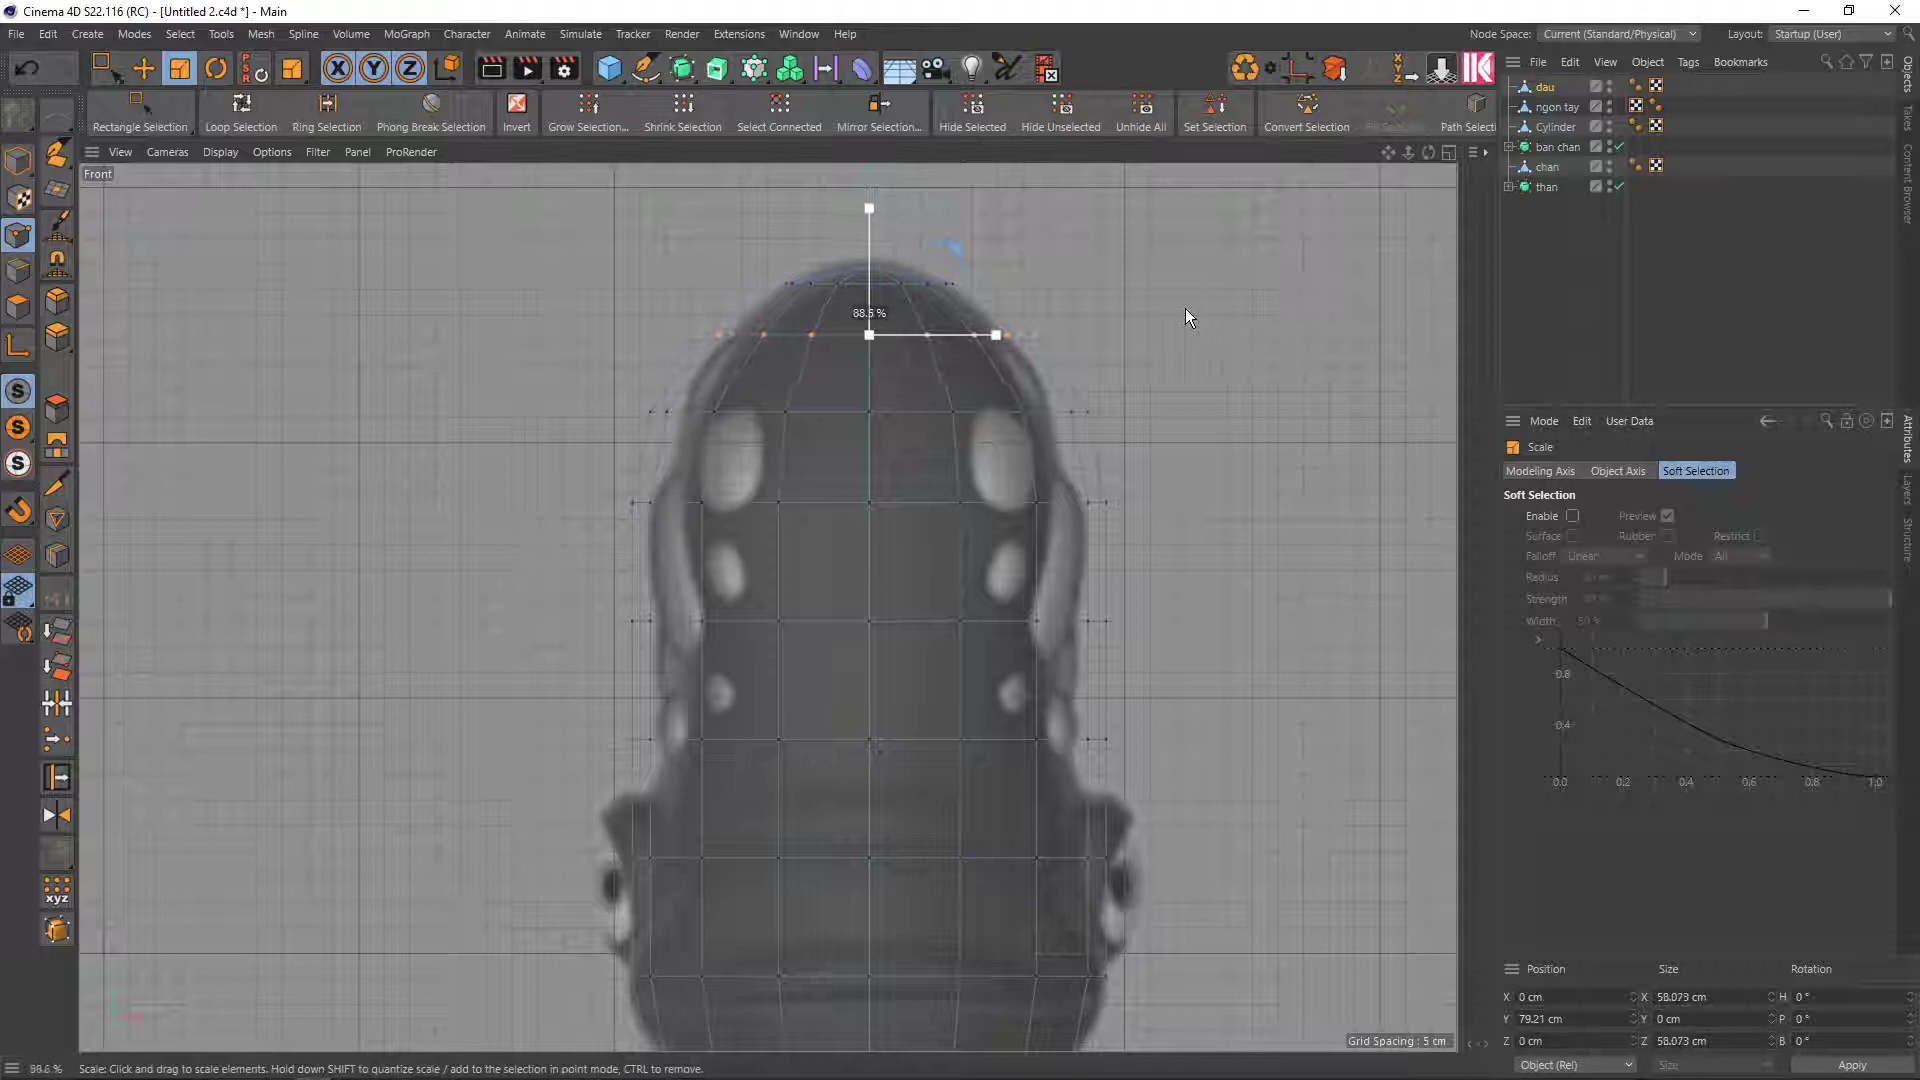 Cinema 4D S22.116 (RC) - [Untitled 2.c4d *] - Main
File Edit Create Modes Select Tools Mesh Spline Volume MoGraph Character Animate Simulate Tracker Render Extensions Window Help
Node Space: Current (Standard/Physical) Layout: Startup (User)
Rectangle Selection Loop Selection Ring Selection Phong Break Selection Invert Grow Selection... Shrink Selection Select Connected Mirror Selection... Hide Selected Hide Unselected Unhide All Set Selection Convert Selection Path Selecti
View Cameras Display Options Filter Panel ProRender
Front
88.5 %
Grid Spacing : 5 cm
File Edit View Object Tags Bookmarks
dau
ngon tay
Cylinder
ban chan
chan
than
Objects
Takes
Content Browser
Attributes
Layers
Structure
Mode Edit User Data
Scale
Modeling Axis Object Axis Soft Selection
Soft Selection
Enable Preview
Surface Rubber Restrict
Falloff Linear Mode All
Radius
Strength
Width 50 %
0.8
0.4
0.0 0.2 0.4 0.6 0.8 1.0
Position Size Rotation
X 0 cm X 58.073 cm H 0 °
Y 79.21 cm Y 0 cm P 0 °
Z 0 cm Z 58.073 cm B 0 °
Object (Rel) Size Apply
Scale: Click and drag to scale elements. Hold down SHIFT to quantize scale / add to the selection in point mode, CTRL to remove.